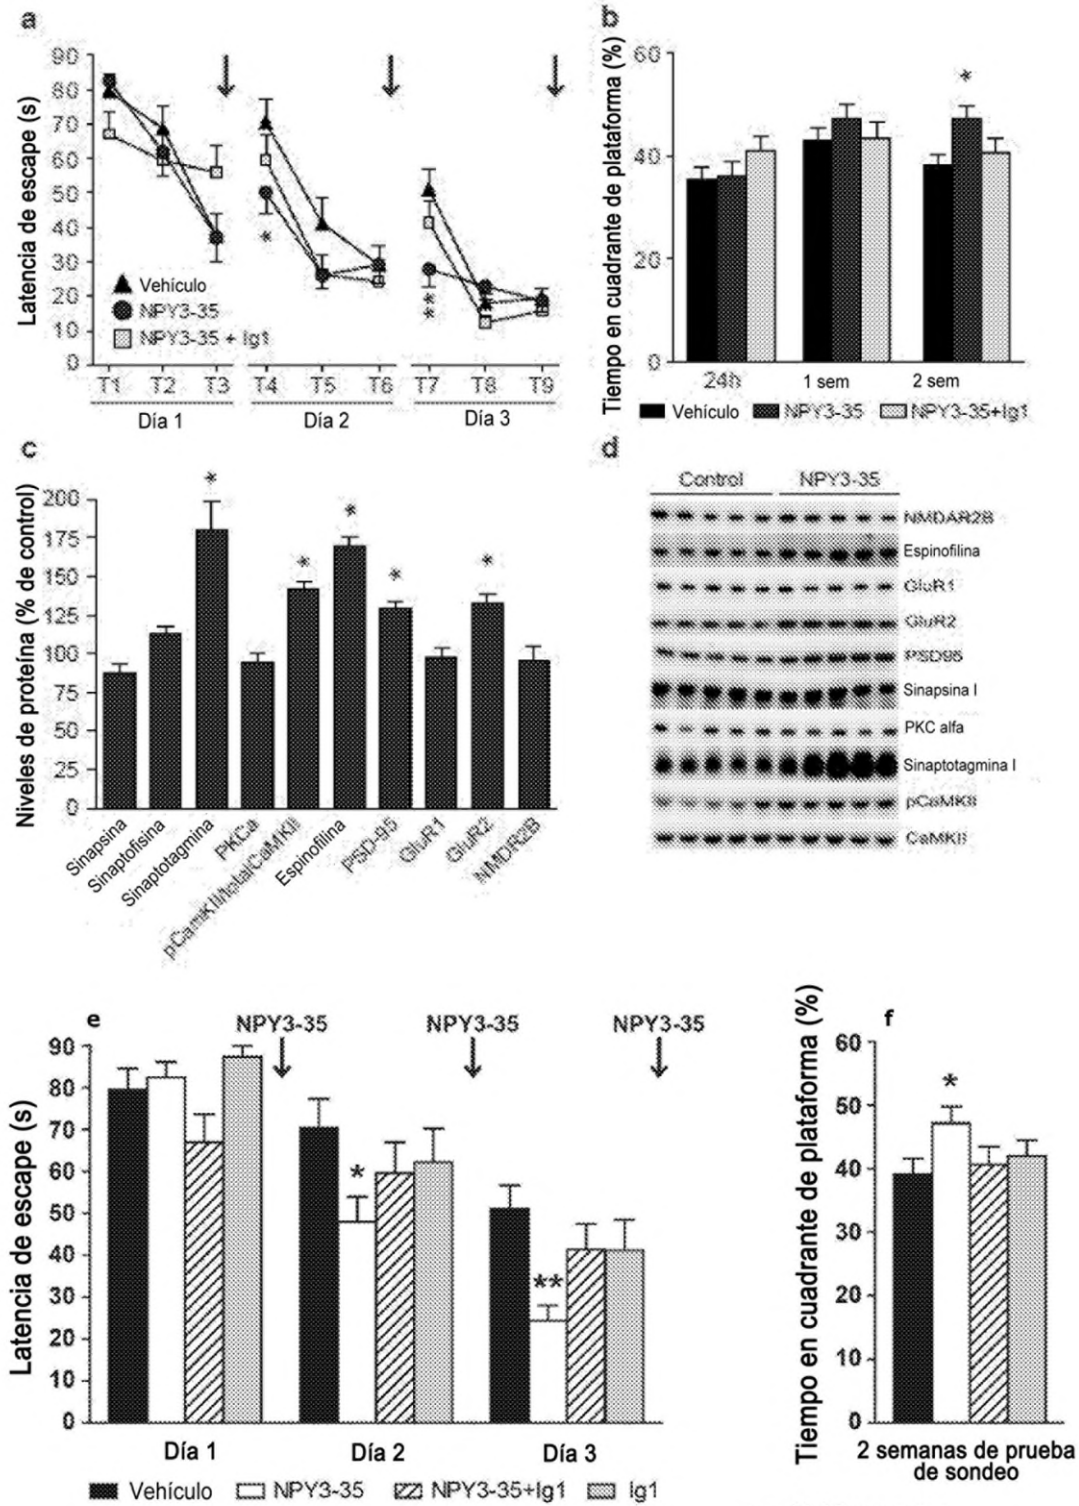 a
Latencia de escape (s)
90
80
70
60
50
40
30
20
10
0
Vehículo
NPY3-35
NPY3-35 + Ig1
T1 T2 T3 T4 T5 T6 T7 T8 T9
Día 1 Día 2 Día 3
*
*
*
b
Tiempo en cuadrante de plataforma (%)
60
40
20
0
*
24h 1 sem 2 sem
Vehículo NPY3-35 NPY3-35+Ig1
c
Niveles de proteína (% de control)
200
175
150
125
100
75
50
25
0
* * * * *
Sinapsina
Sinaptofisina
Sinaptotagmina
PKCa
pCamKII/total/CaMKII
Espinofilina
PSD-95
GluR1
GluR2
NMDR2B
d
Control NPY3-35
NMDAR2B
Espinofilina
GluR1
GluR2
PSD95
Sinapsina I
PKC alfa
Sinaptotagmina I
pCaMKII
CaMKII
e
NPY3-35 NPY3-35 NPY3-35
Latencia de escape (s)
90
80
70
60
50
40
30
20
10
0
*
**
Día 1 Día 2 Día 3
Vehículo NPY3-35 NPY3-35+Ig1 Ig1
f
Tiempo en cuadrante de plataforma (%)
60
50
40
30
20
10
0
*
2 semanas de prueba
de sondeo